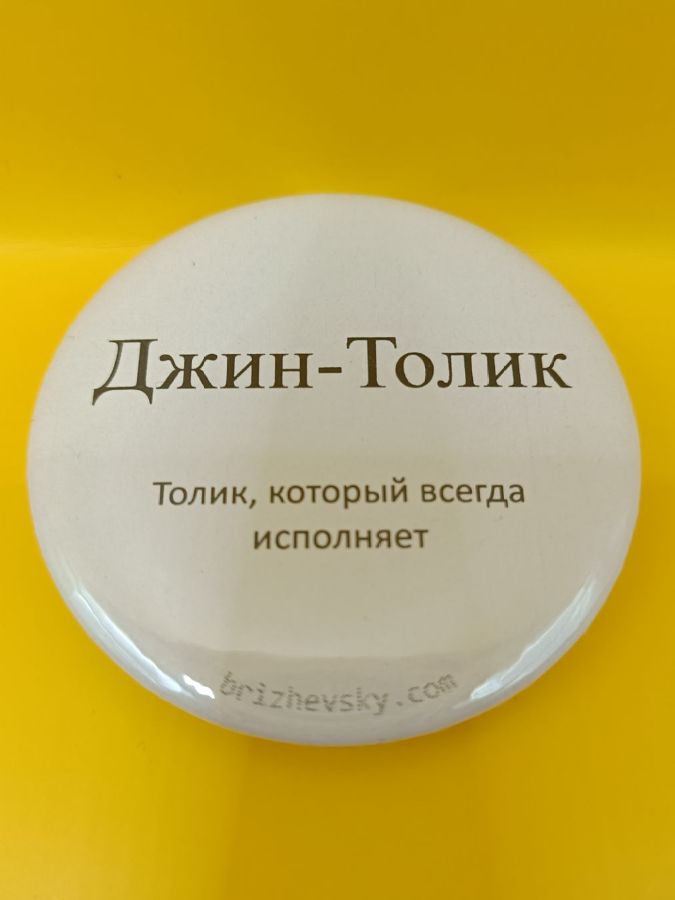 Джин-Толик
Толик, который всегда
исполняет
brizhevsky.com